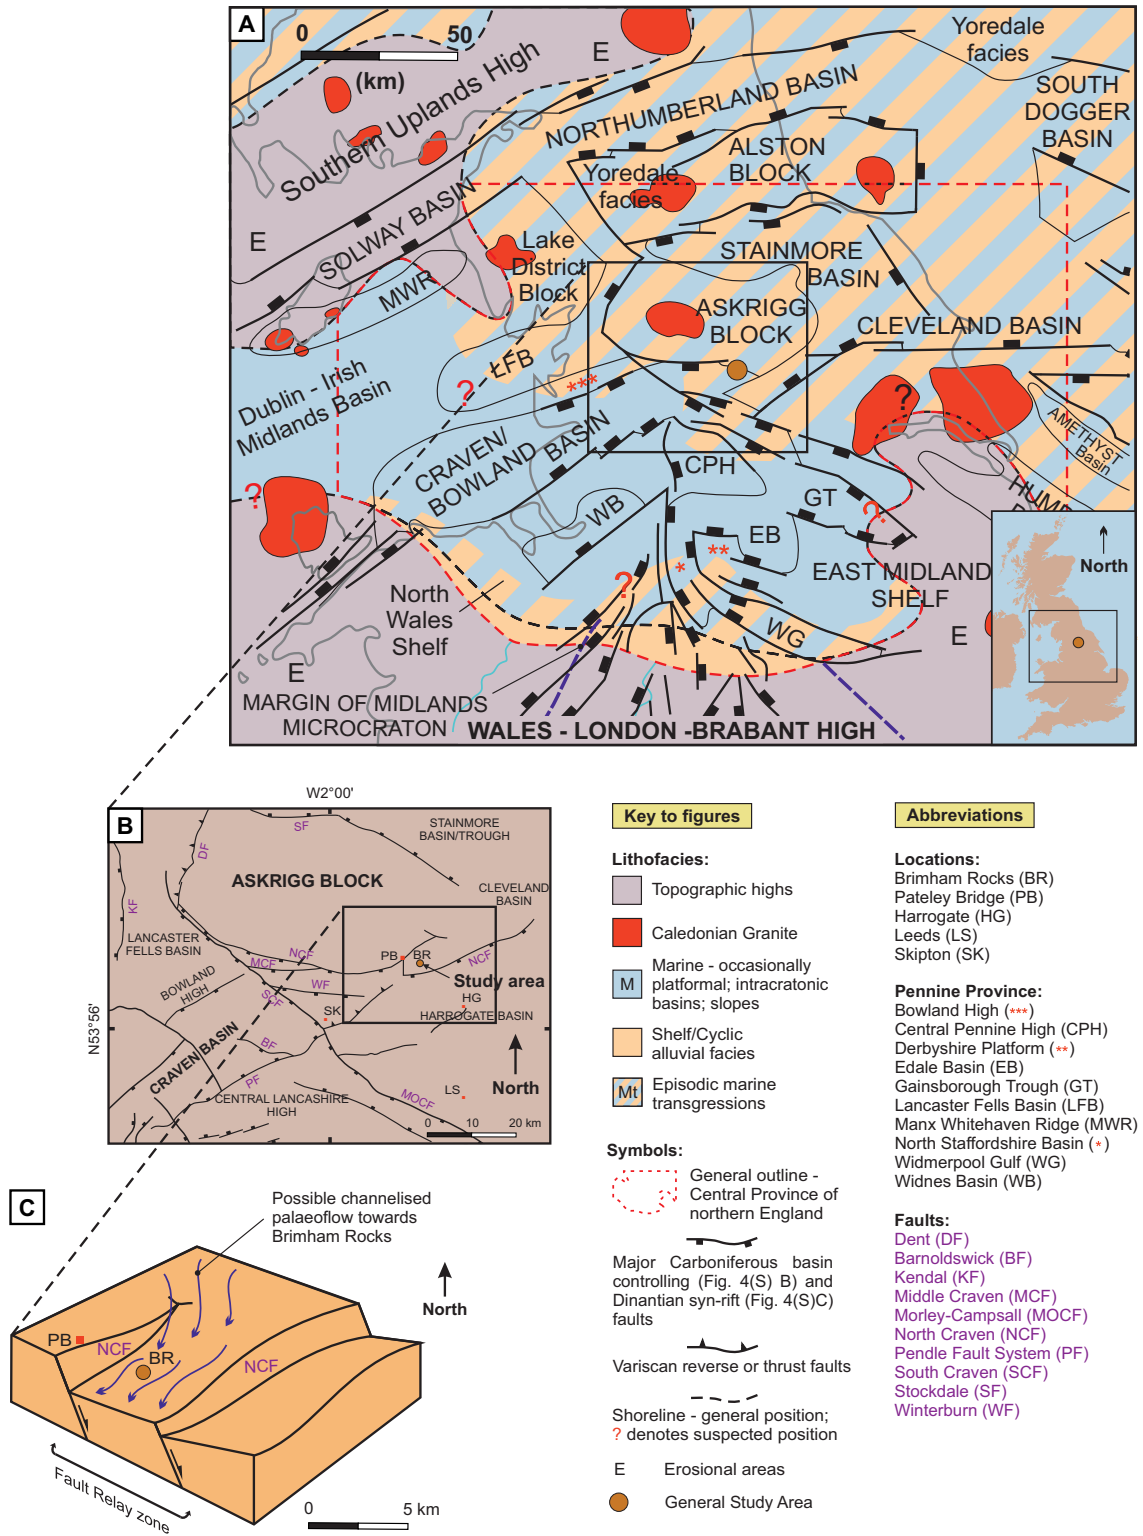 A
0
50
(km)
E
Yoredale
facies
SOUTH
DOGGER
BASIN
Southern Uplands High
NORTHUMBERLAND BASIN
ALSTON
BLOCK
Yoredale
facies
E
SOLWAY BASIN
MWR
Lake
District
Block
STAINMORE
BASIN
ASKRIGG
BLOCK
CLEVELAND BASIN
LFB
***
?
Dublin - Irish
Midlands Basin
?
AMETHYST
Basin
CRAVEN/
BOWLAND BASIN
CPH
?
WB
GT
?
HUMB
EB
**
*
?
EAST MIDLAND
SHELF
North
Wales
Shelf
WG
E
E
MARGIN OF MIDLANDS
MICROCRATON
WALES - LONDON -BRABANT HIGH
North
W2°00'
N53°56'
B
SF
STAINMORE
BASIN/TROUGH
DF
ASKRIGG BLOCK
CLEVELAND
BASIN
KF
LANCASTER
FELLS BASIN
NCF
MCF
PB
BR
NCF
Study area
BOWLAND
HIGH
WF
SCF
SK
HG
HARROGATE BASIN
CRAVEN BASIN
BF
PF
North
CENTRAL LANCASHIRE
HIGH
MOCF
LS
0
10
20 km
C
Possible channelised
palaeoflow towards
Brimham Rocks
North
PB
NCF
BR
NCF
Fault Relay zone
0
5 km
Key to figures
Lithofacies:
Topographic highs
Caledonian Granite
M
Marine - occasionally
platformal; intracratonic
basins; slopes
Shelf/Cyclic
alluvial facies
Mt
Episodic marine
transgressions
Symbols:
General outline -
Central Province of
northern England
Major Carboniferous basin
controlling (Fig. 4(S) B) and
Dinantian syn-rift (Fig. 4(S)C)
faults
Variscan reverse or thrust faults
Shoreline - general position;
? denotes suspected position
E Erosional areas
General Study Area
Abbreviations
Locations:
Brimham Rocks (BR)
Pateley Bridge (PB)
Harrogate (HG)
Leeds (LS)
Skipton (SK)
Pennine Province:
Bowland High (***)
Central Pennine High (CPH)
Derbyshire Platform (**)
Edale Basin (EB)
Gainsborough Trough (GT)
Lancaster Fells Basin (LFB)
Manx Whitehaven Ridge (MWR)
North Staffordshire Basin (*)
Widmerpool Gulf (WG)
Widnes Basin (WB)
Faults:
Dent (DF)
Barnoldswick (BF)
Kendal (KF)
Middle Craven (MCF)
Morley-Campsall (MOCF)
North Craven (NCF)
Pendle Fault System (PF)
South Craven (SCF)
Stockdale (SF)
Winterburn (WF)